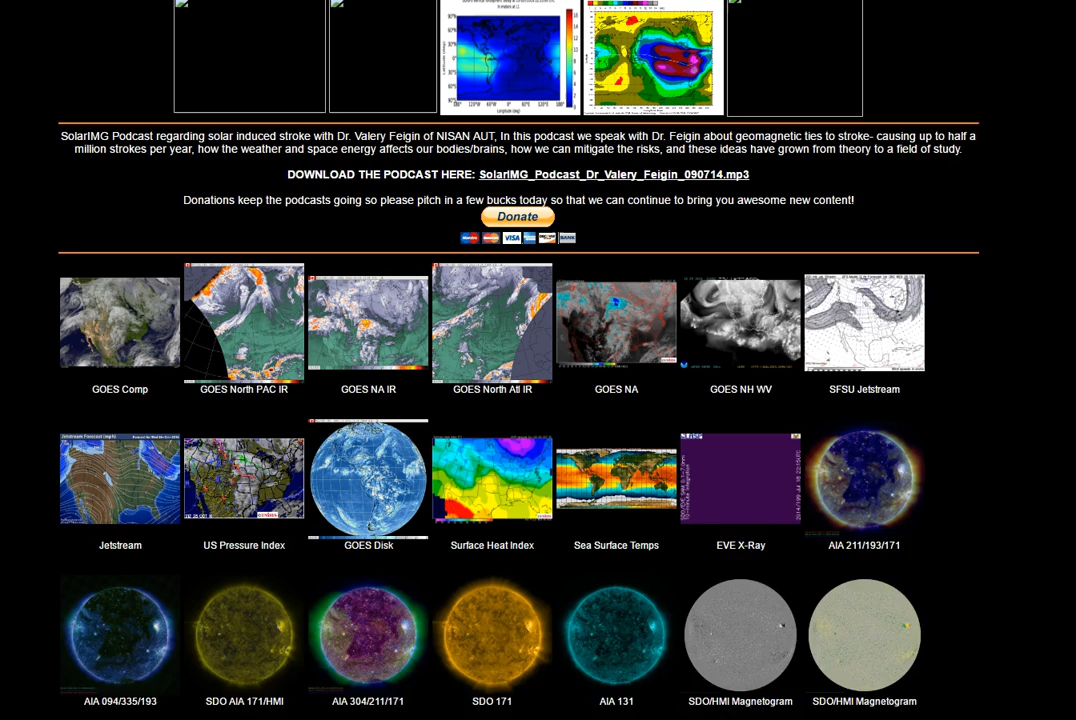 SolarIMG Podcast regarding solar induced stroke with Dr. Valery Feigin of NISAN AUT, In this podcast we speak with Dr. Feigin about geomagnetic ties to stroke- causing up to half a
million strokes per year, how the weather and space energy affects our bodies/brains, how we can mitigate the risks, and these ideas have grown from theory to a field of study.
DOWNLOAD THE PODCAST HERE: SolarIMG_Podcast_Dr_Valery_Feigin_090714.mp3
Donations keep the podcasts going so please pitch in a few bucks today so that we can continue to bring you awesome new content!
Donate
VISA
BANK
GOES Comp
GOES North PAC IR
GOES NA IR
GOES North Atl IR
GOES NA
GOES NH WV
SFSU Jetstream
Jetstream
US Pressure Index
GOES Disk
Surface Heat Index
Sea Surface Temps
EVE X-Ray
AIA 211/193/171
AIA 094/335/193
SDO AIA 171/HMI
AIA 304/211/171
SDO 171
AIA 131
SDO/HMI Magnetogram
SDO/HMI Magnetogram